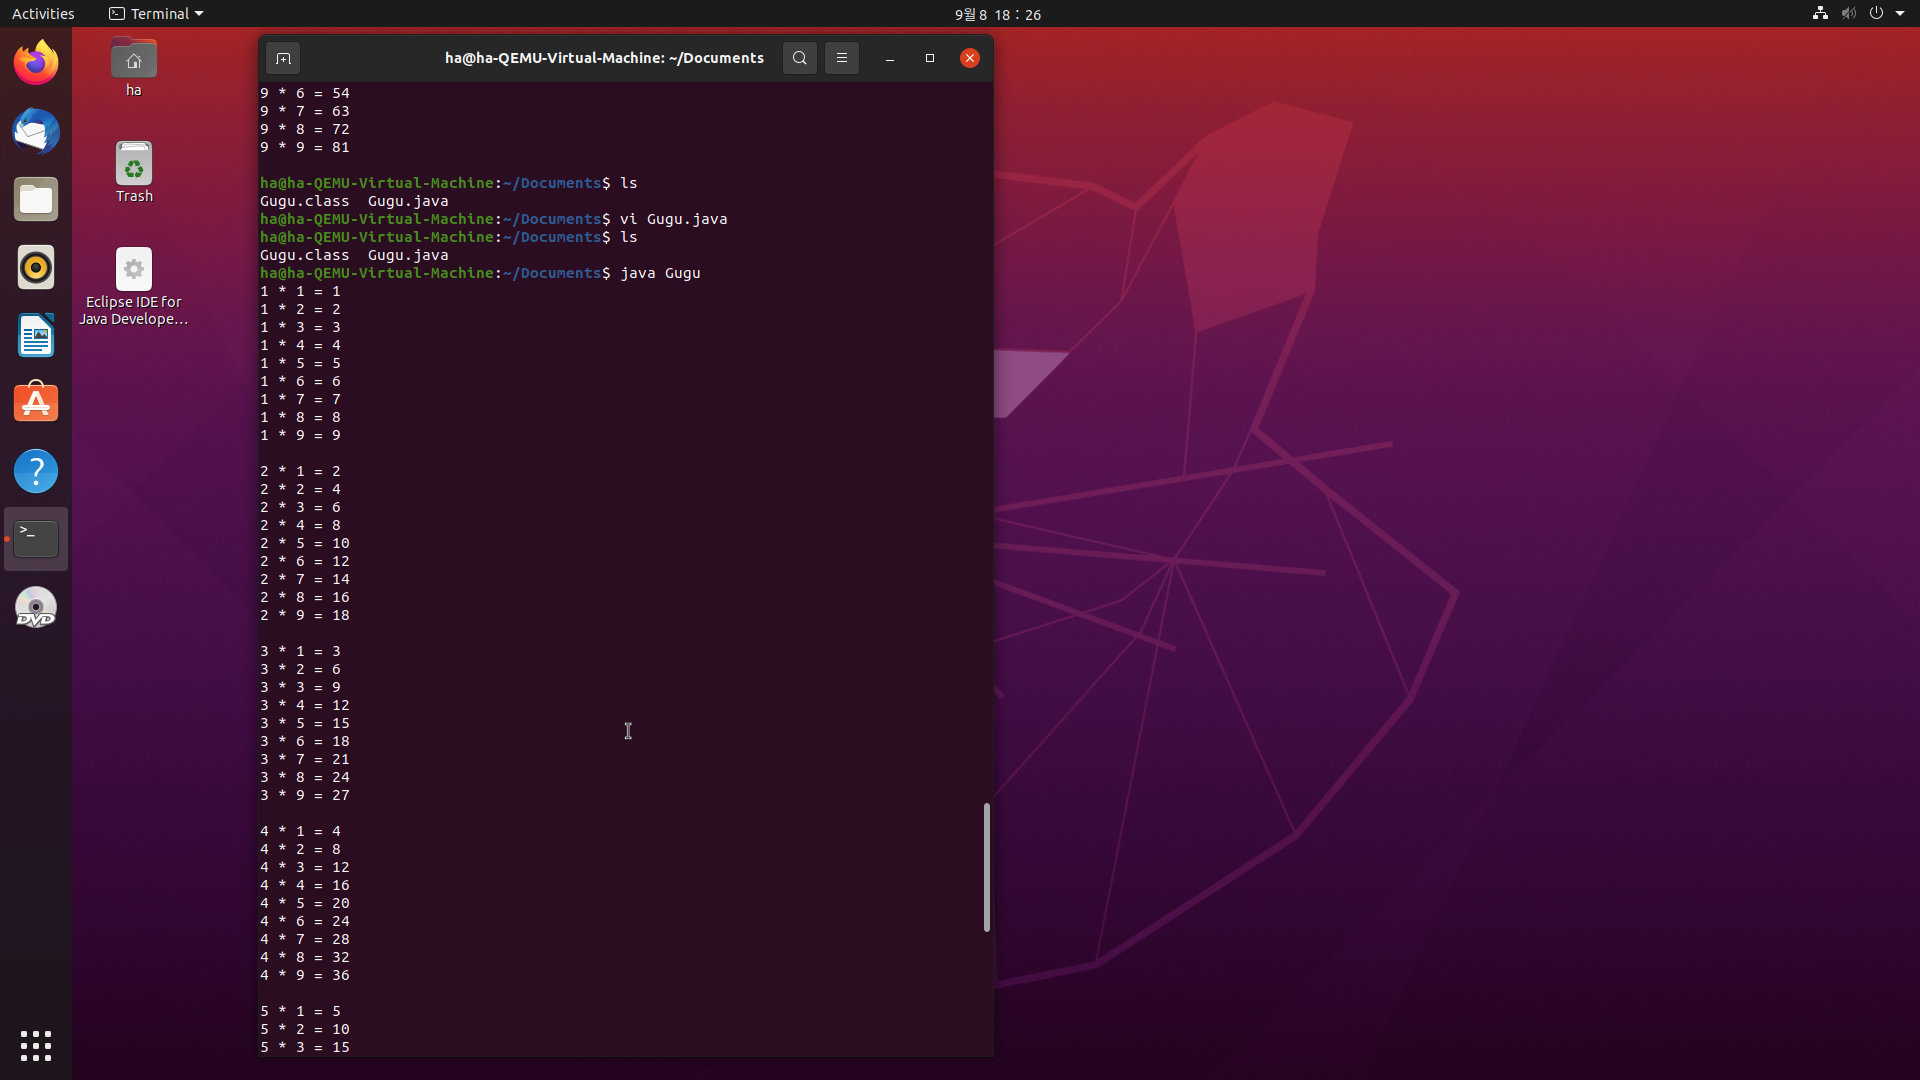 Activities
Terminal
9월 8 18 : 26
ha
Trash
Eclipse IDE for
Java Develope…
ha@ha-QEMU-Virtual-Machine: ~/Documents
9 * 6 = 54
9 * 7 = 63
9 * 8 = 72
9 * 9 = 81
ha@ha-QEMU-Virtual-Machine:~/Documents$ ls
Gugu.class  Gugu.java
ha@ha-QEMU-Virtual-Machine:~/Documents$ vi Gugu.java
ha@ha-QEMU-Virtual-Machine:~/Documents$ ls
Gugu.class  Gugu.java
ha@ha-QEMU-Virtual-Machine:~/Documents$ java Gugu
1 * 1 = 1
1 * 2 = 2
1 * 3 = 3
1 * 4 = 4
1 * 5 = 5
1 * 6 = 6
1 * 7 = 7
1 * 8 = 8
1 * 9 = 9
2 * 1 = 2
2 * 2 = 4
2 * 3 = 6
2 * 4 = 8
2 * 5 = 10
2 * 6 = 12
2 * 7 = 14
2 * 8 = 16
2 * 9 = 18
3 * 1 = 3
3 * 2 = 6
3 * 3 = 9
3 * 4 = 12
3 * 5 = 15
3 * 6 = 18
3 * 7 = 21
3 * 8 = 24
3 * 9 = 27
4 * 1 = 4
4 * 2 = 8
4 * 3 = 12
4 * 4 = 16
4 * 5 = 20
4 * 6 = 24
4 * 7 = 28
4 * 8 = 32
4 * 9 = 36
5 * 1 = 5
5 * 2 = 10
5 * 3 = 15
>_
DVD